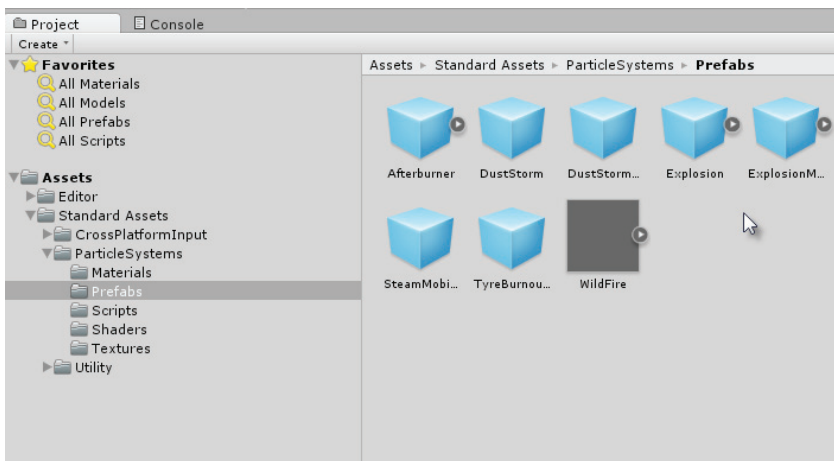 Project
Console
Create
Favorites
All Materials
All Models
All Prefabs
All Scripts
Assets
Editor
Standard Assets
CrossPlatformInput
ParticleSystems
Materials
Prefabs
Scripts
Shaders
Textures
Utility
Assets Standard Assets ParticleSystems Prefabs
Afterburner DustStorm DustStorm... Explosion ExplosionM...
SteamMobi... TyreBurnou... WildFire